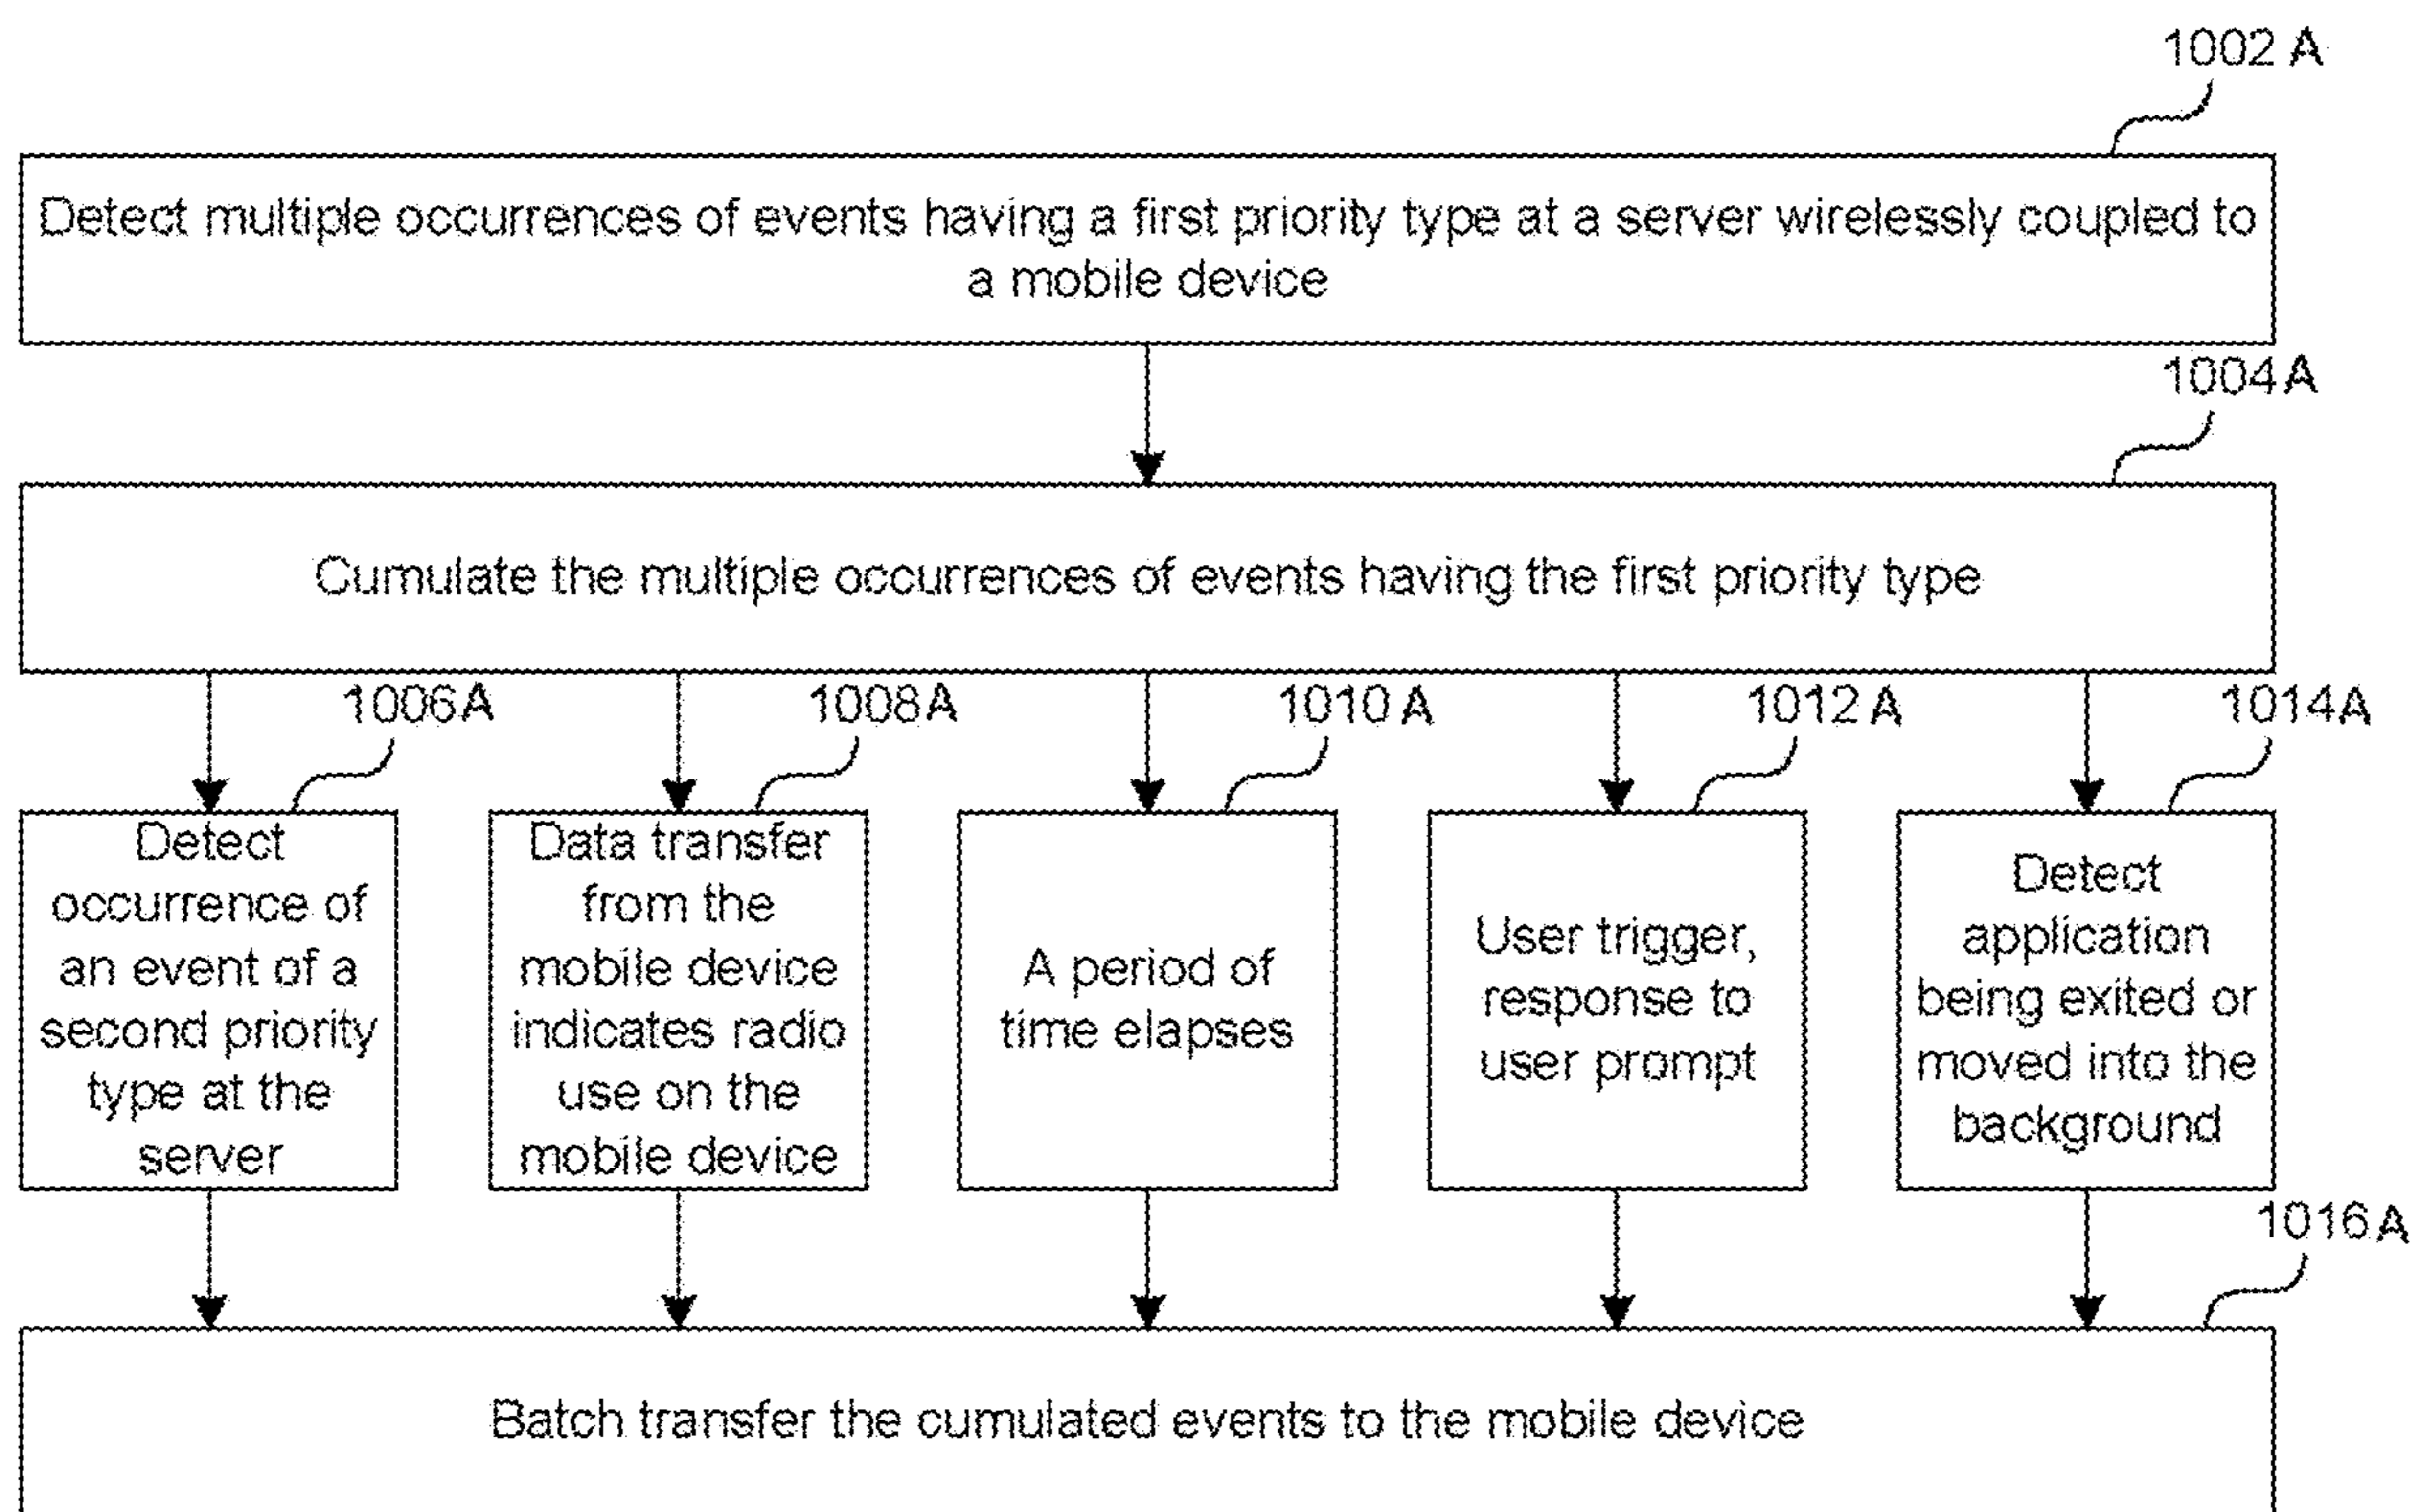 1002 A
Detect multiple occurrences of events having a first priority type at a server wirelessly coupled to
a mobile device
1004A
Cumulate the multiple occurrences of events having the first priority type
1006A
1008A
1010 A
1012 A
1014A
Detect
occurrence of
an event of a
second priority
type at the
server
Data transfer
from the
mobile device
indicates radio
use on the
mobile device
A period of
time elapses
User trigger,
response to
user prompt
Detect
application
being exited or
moved into the
background
1016A
Batch transfer the cumulated events to the mobile device